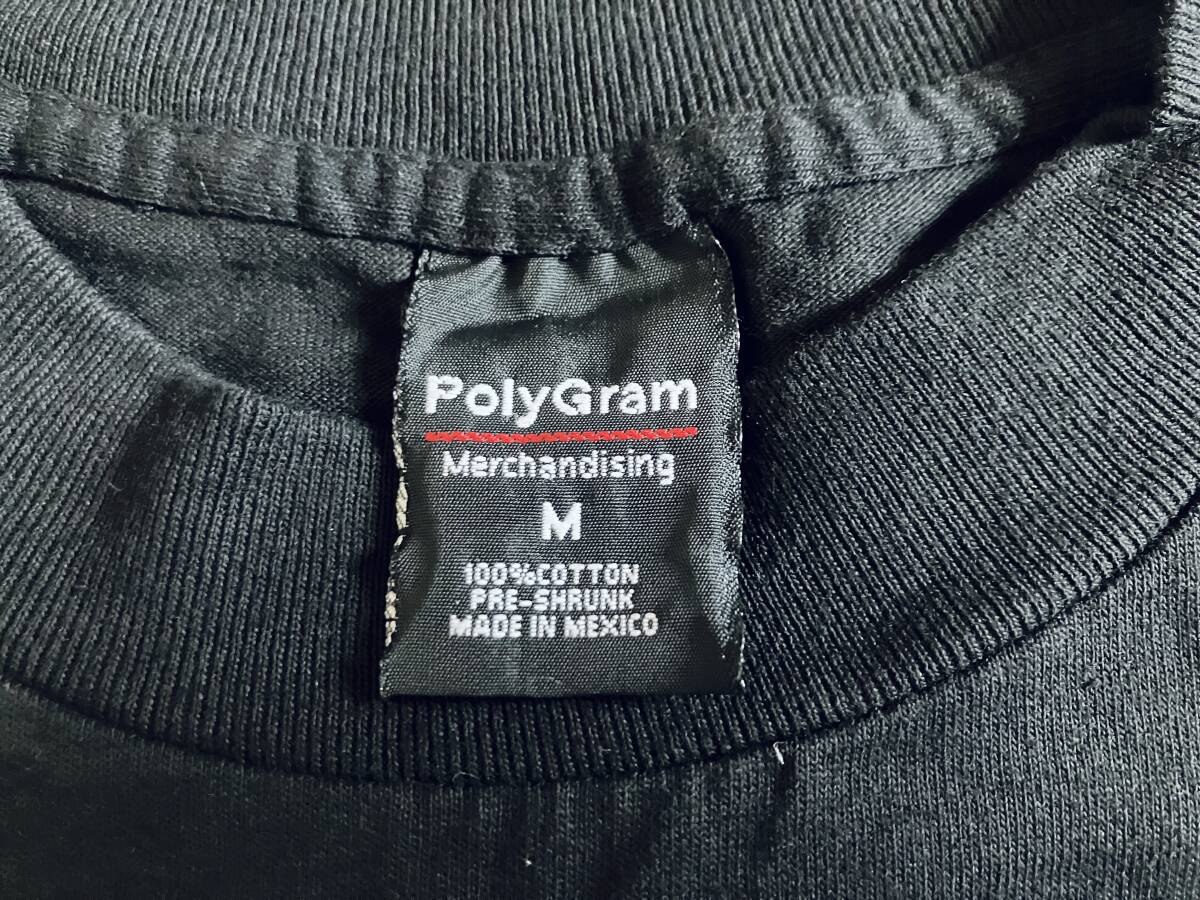 PolyGram
Merchandising
M
100%COTTON
PRE-SHRUNK
MADE IN MEXICO